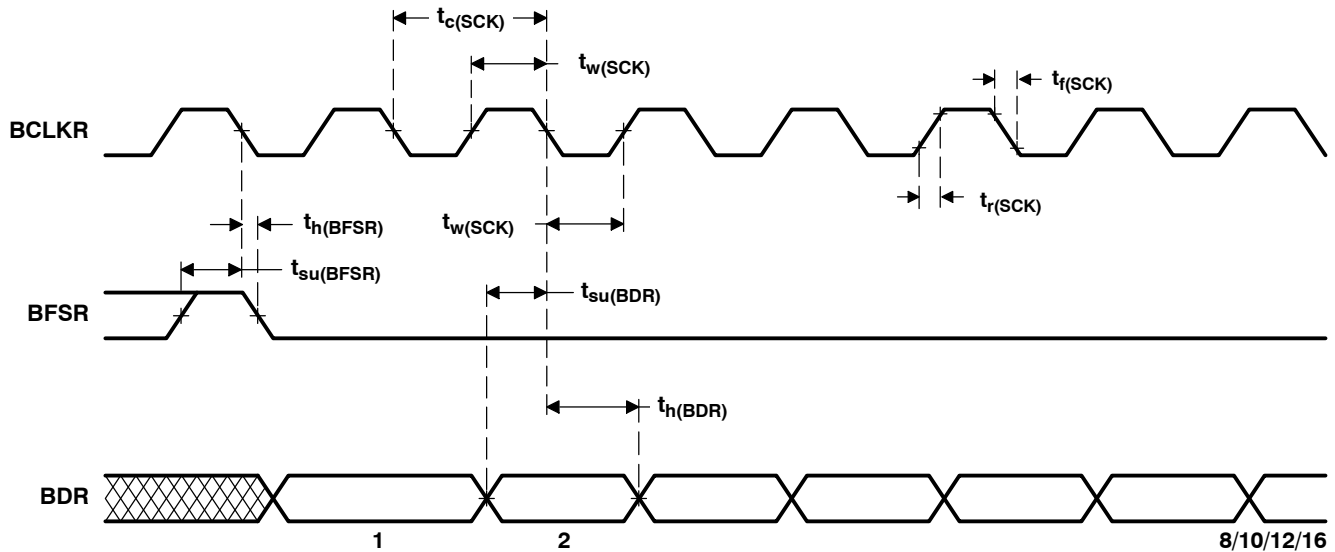 tc(SCK)
tw(SCK)
tf(SCK)
BCLKR
tr(SCK)
th(BFSR)
tw(SCK)
tsu(BFSR)
tsu(BDR)
BFSR
th(BDR)
BDR
1
2
8/10/12/16